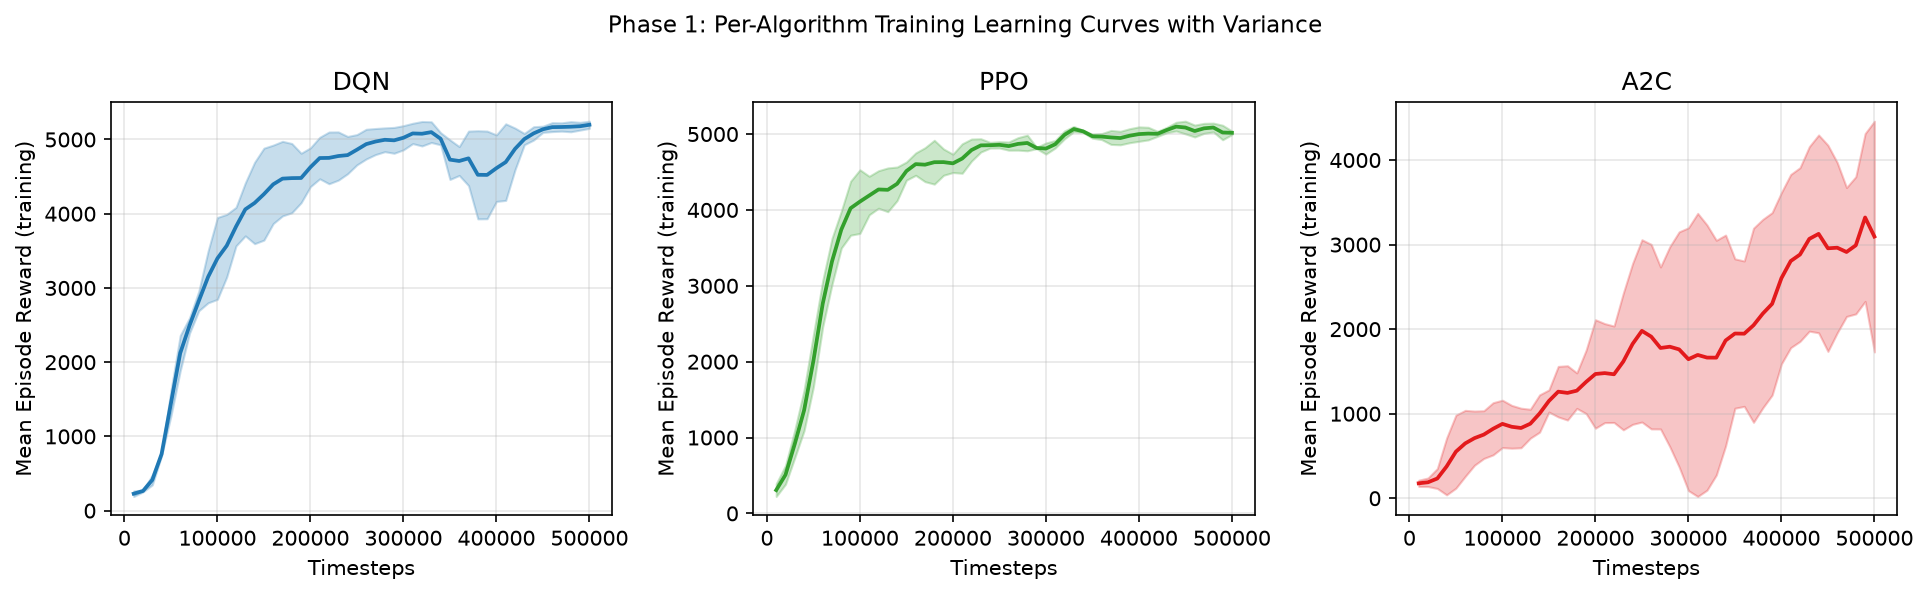 Phase 1: Per-Algorithm Training Learning Curves with Variance
DQN
Mean Episode Reward (training)
5000
4000
3000
2000
1000
0
0 100000 200000 300000 400000 500000
Timesteps
PPO
Mean Episode Reward (training)
5000
4000
3000
2000
1000
0
0 100000 200000 300000 400000 500000
Timesteps
A2C
Mean Episode Reward (training)
4000
3000
2000
1000
0
0 100000 200000 300000 400000 500000
Timesteps